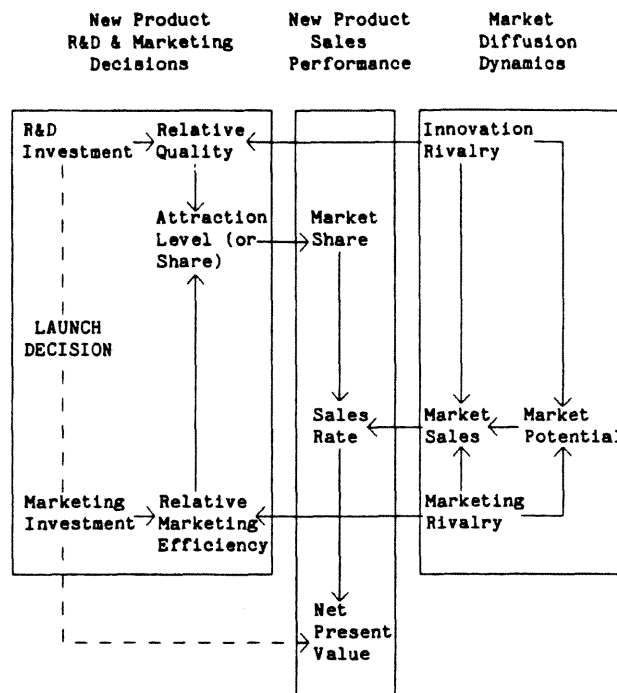 New Product
R&D & Marketing
Decisions
New Product
Sales
Performance
Market
Diffusion
Dynamics
R&D
Investment
Relative
Quality
Innovation
Rivalry
Attraction
Level (or
Share)
Market
Share
LAUNCH
DECISION
Sales
Rate
Market
Sales
Market
Potential
Marketing
Investment
Relative
Marketing
Efficiency
Marketing
Rivalry
Net
Present
Value